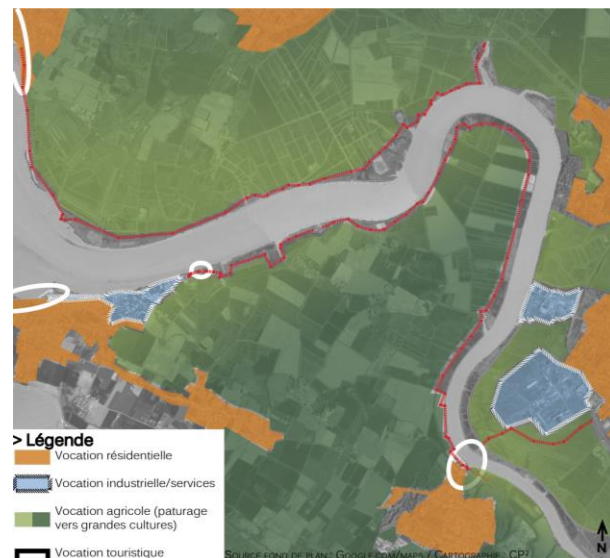 > Légende
Vocation résidentielle
Vocation industrielle/services
Vocation agricole (paturage
vers grandes cultures)
Vocation touristique
SOURCE FOND DE PLAN : GOOGLE.COM/MAPS / CARTOGRAPHIE : CP²
N